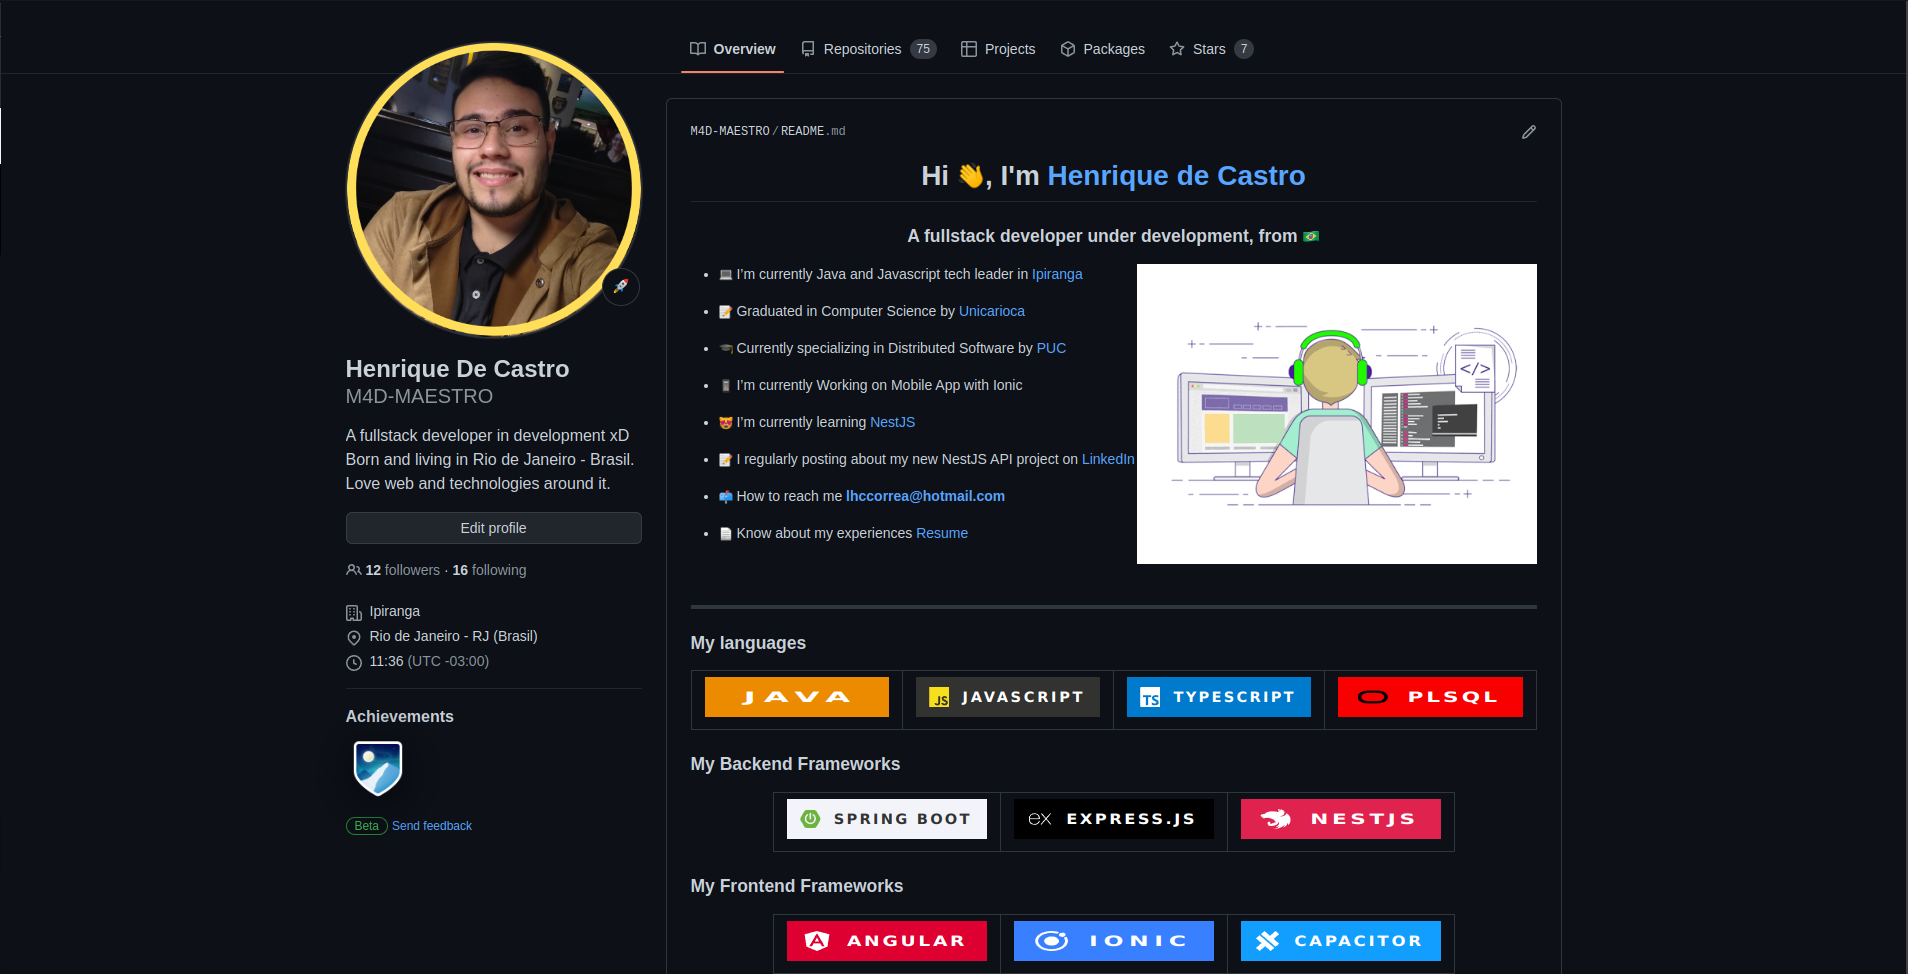 Overview Repositories 75 Projects Packages Stars 7
M4D-MAESTRO/README.md
Hi 👋, I'm Henrique de Castro
A fullstack developer under development, from 🇧🇷
💻 I'm currently Java and Javascript tech leader in Ipiranga
📝 Graduated in Computer Science by Unicarioca
🎓 Currently specializing in Distributed Software by PUC
📱 I'm currently Working on Mobile App with Ionic
😻 I'm currently learning NestJS
📝 I regularly posting about my new NestJS API project on LinkedIn
📫 How to reach me lhccorrea@hotmail.com
📄 Know about my experiences Resume
</>
Henrique De Castro
M4D-MAESTRO
A fullstack developer in development xD
Born and living in Rio de Janeiro - Brasil.
Love web and technologies around it.
Edit profile
12 followers · 16 following
Ipiranga
Rio de Janeiro - RJ (Brasil)
11:36 (UTC -03:00)
Achievements
Beta Send feedback
My languages
JAVA JS JAVASCRIPT TS TYPESCRIPT PLSQL
My Backend Frameworks
SPRING BOOT ex EXPRESS.JS NESTJS
My Frontend Frameworks
A ANGULAR IONIC CAPACITOR